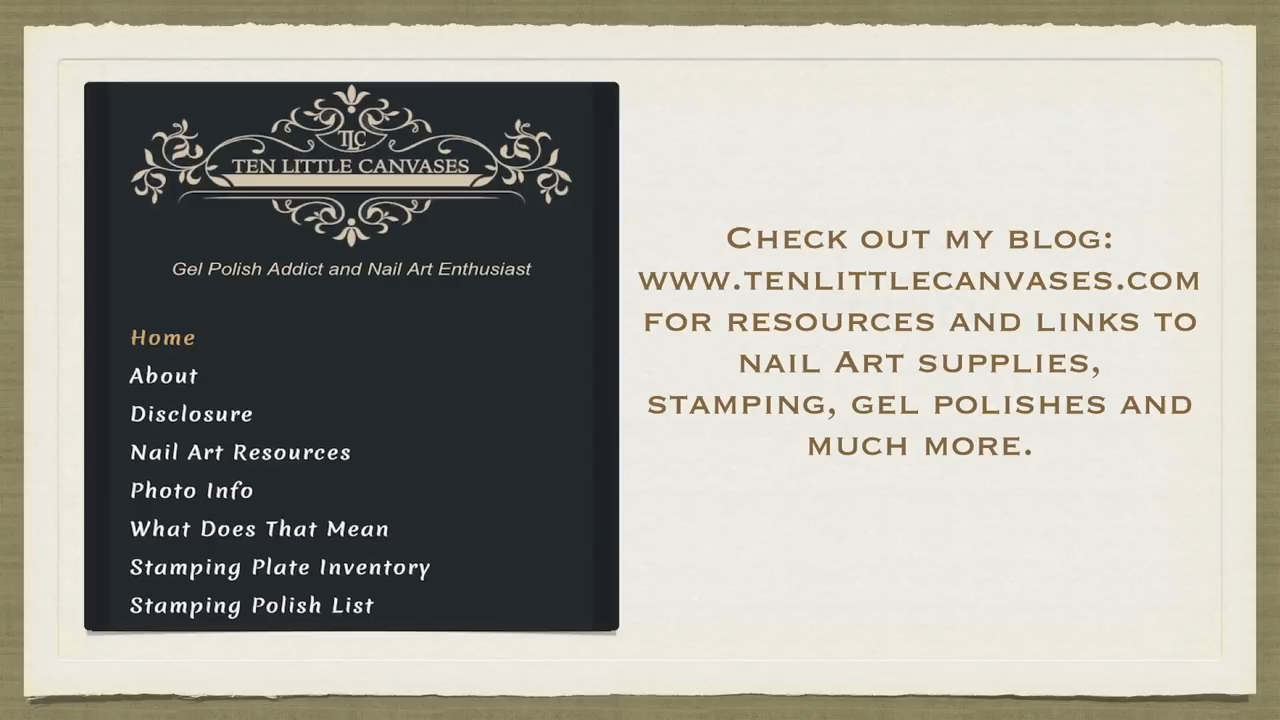 TLC
TEN LITTLE CANVASES
Gel Polish Addict and Nail Art Enthusiast
Home
About
Disclosure
Nail Art Resources
Photo Info
What Does That Mean
Stamping Plate Inventory
Stamping Polish List
Check out my blog:
www.tenlittlecanvases.com
for resources and links to
nail Art supplies,
stamping, gel polishes and
much more.